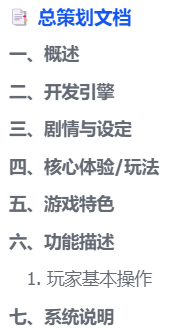 总策划文档
一、概述
二、开发引擎
三、剧情与设定
四、核心体验/玩法
五、游戏特色
六、功能描述
1. 玩家基本操作
七、系统说明